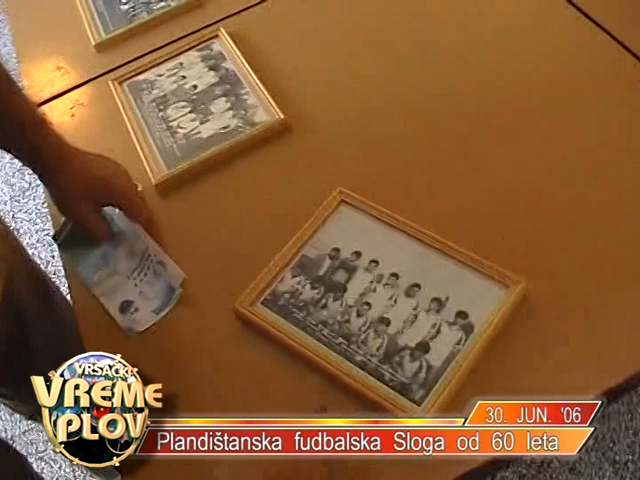 VRŠAČKI
VREME
PLOV
30. JUN. '06
Plandištanska fudbalska Sloga od 60 leta